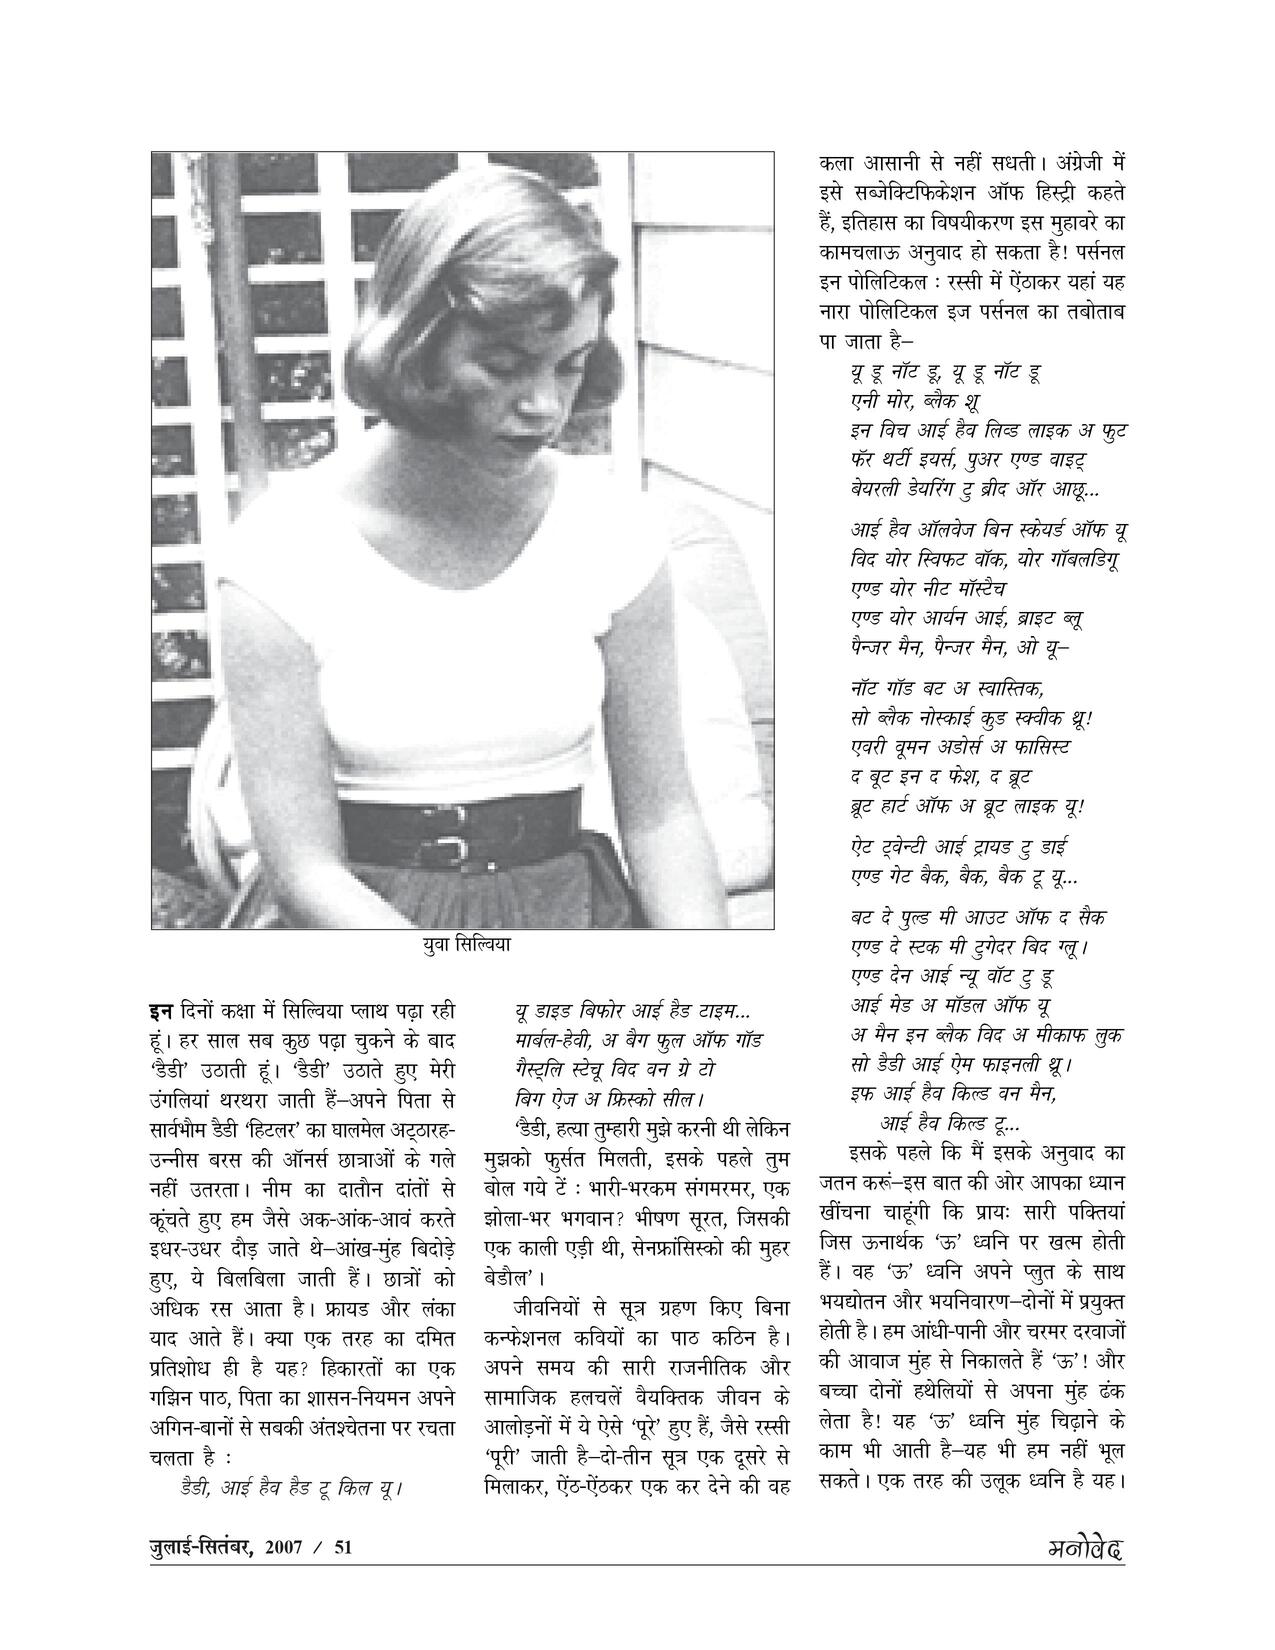 युवा सिल्विया
इन दिनों कक्षा में सिल्विया प्लाथ पढ़ा रही
हूं। हर साल सब कुछ पढ़ा चुकने के बाद
‘डैडी’ उठाती हूं। ‘डैडी’ उठाते हुए मेरी
उंगलियां थरथरा जाती हैं–अपने पिता से
सार्वभौम डैडी ‘हिटलर’ का घालमेल अट्ठारह-
उन्नीस बरस की ऑनर्स छात्राओं के गले
नहीं उतरता। नीम का दातौन दांतों से
कूंचते हुए हम जैसे अक-आंक-आवं करते
इधर-उधर दौड़ जाते थे–आंख-मुंह बिदोड़े
हुए, ये बिलबिला जाती हैं। छात्रों को
अधिक रस आता है। फ्रायड और लंका
याद आते हैं। क्या एक तरह का दमित
प्रतिशोध ही है यह? हिकारतों का एक
गझिन पाठ, पिता का शासन-नियमन अपने
अगिन-बानों से सबकी अंतश्चेतना पर रचता
चलता है :
डैडी, आई हैव हैड टू किल यू।
यू डाइड बिफोर आई हैड टाइम...
मार्बल-हेवी, अ बैग फुल ऑफ गॉड
गैस्ट्लि स्टेचू विद वन ग्रे टो
बिग ऐज अ फ्रिस्को सील।
‘डैडी, हत्या तुम्हारी मुझे करनी थी लेकिन
मुझको फुर्सत मिलती, इसके पहले तुम
बोल गये टें : भारी-भरकम संगमरमर, एक
झोला-भर भगवान? भीषण सूरत, जिसकी
एक काली एड़ी थी, सेनफ्रांसिस्को की मुहर
बेडौल’।
जीवनियों से सूत्र ग्रहण किए बिना
कन्फेशनल कवियों का पाठ कठिन है।
अपने समय की सारी राजनीतिक और
सामाजिक हलचलें वैयक्तिक जीवन के
आलोड़नों में ये ऐसे ‘पूरे’ हुए हैं, जैसे रस्सी
‘पूरी’ जाती है–दो-तीन सूत्र एक दूसरे से
मिलाकर, ऐंठ-ऐंठकर एक कर देने की वह
कला आसानी से नहीं सधती। अंग्रेजी में
इसे सब्जेक्टिफिकेशन ऑफ हिस्ट्री कहते
हैं, इतिहास का विषयीकरण इस मुहावरे का
कामचलाऊ अनुवाद हो सकता है! पर्सनल
इन पोलिटिकल : रस्सी में ऐंठाकर यहां यह
नारा पोलिटिकल इज पर्सनल का तबोताब
पा जाता है–
यू डू नॉट डू, यू डू नॉट डू
एनी मोर, ब्लैक शू
इन विच आई हैव लिव्ड लाइक अ फुट
फॅर थर्टी इयर्स, पुअर एण्ड वाइट्
बेयरली डेयरिंग टु ब्रीद ऑर आछू...
आई हैव ऑलवेज बिन स्केयर्ड ऑफ यू
विद योर स्विफट वॉक, योर गॉबलडिगू
एण्ड योर नीट मॉस्टैच
एण्ड योर आर्यन आई, ब्राइट ब्लू
पैन्जर मैन, पैन्जर मैन, ओ यू–
नॉट गॉड बट अ स्वास्तिक,
सो ब्लैक नोस्काई कुड स्क्वीक थ्रू!
एवरी वूमन अडोर्स अ फासिस्ट
द बूट इन द फेश, द ब्रूट
ब्रूट हार्ट ऑफ अ ब्रूट लाइक यू!
ऐट ट्वेन्टी आई ट्रायड टु डाई
एण्ड गेट बैक, बैक, बैक टू यू...
बट दे पुल्ड मी आउट ऑफ द सैक
एण्ड दे स्टक मी टुगेदर बिद ग्लू।
एण्ड देन आई न्यू वॉट टु डू
आई मेड अ मॉडल ऑफ यू
अ मैन इन ब्लैक विद अ मीकाफ लुक
सो डैडी आई ऐम फाइनली थ्रू।
इफ आई हैव किल्ड वन मैन,
आई हैव किल्ड टू...
इसके पहले कि मैं इसके अनुवाद का
जतन करूं–इस बात की ओर आपका ध्यान
खींचना चाहूंगी कि प्रायः सारी पक्तियां
जिस ऊनार्थक ‘ऊ’ ध्वनि पर खत्म होती
हैं। वह ‘ऊ’ ध्वनि अपने प्लुत के साथ
भयद्योतन और भयनिवारण–दोनों में प्रयुक्त
होती है। हम आंधी-पानी और चरमर दरवाजों
की आवाज मुंह से निकालते हैं ‘ऊ’! और
बच्चा दोनों हथेलियों से अपना मुंह ढंक
लेता है! यह ‘ऊ’ ध्वनि मुंह चिढ़ाने के
काम भी आती है–यह भी हम नहीं भूल
सकते। एक तरह की उलूक ध्वनि है यह।
जुलाई-सितंबर, 2007 / 51
मनोवेद